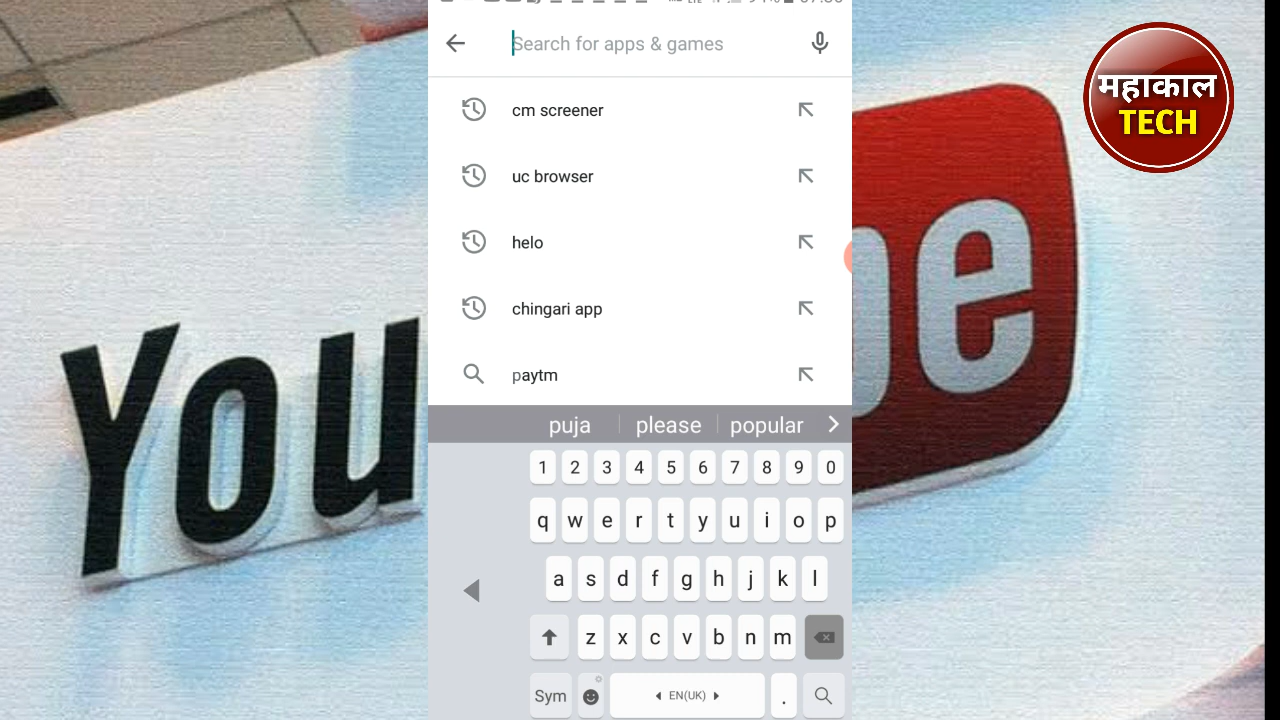 Search for apps & games
cm screener
uc browser
helo
chingari app
paytm
puja please popular
1 2 3 4 5 6 7 8 9 0
q w e r t y u i o p
a s d f g h j k l
z x c v b n m
Sym EN(UK) .
You
be
महाकाल
TECH